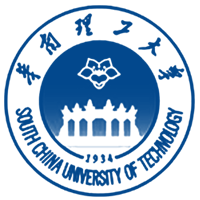 华南理工大学
1934
SOUTH CHINA UNIVERSITY OF TECHNOLOGY